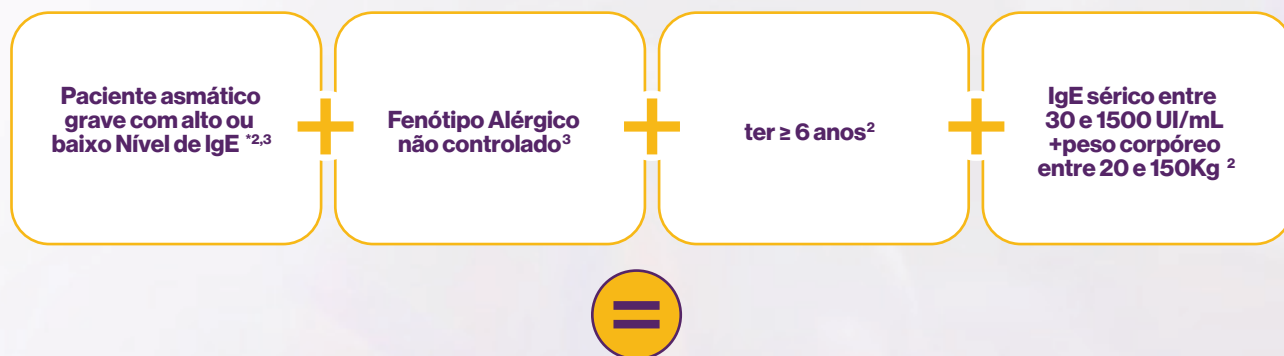 Paciente asmático
grave com alto ou
baixo Nível de IgE *2,3
+
Fenótipo Alérgico
não controlado3
+
ter ≥ 6 anos2
+
IgE sérico entre
30 e 1500 UI/mL
+peso corpóreo
entre 20 e 150Kg 2
=